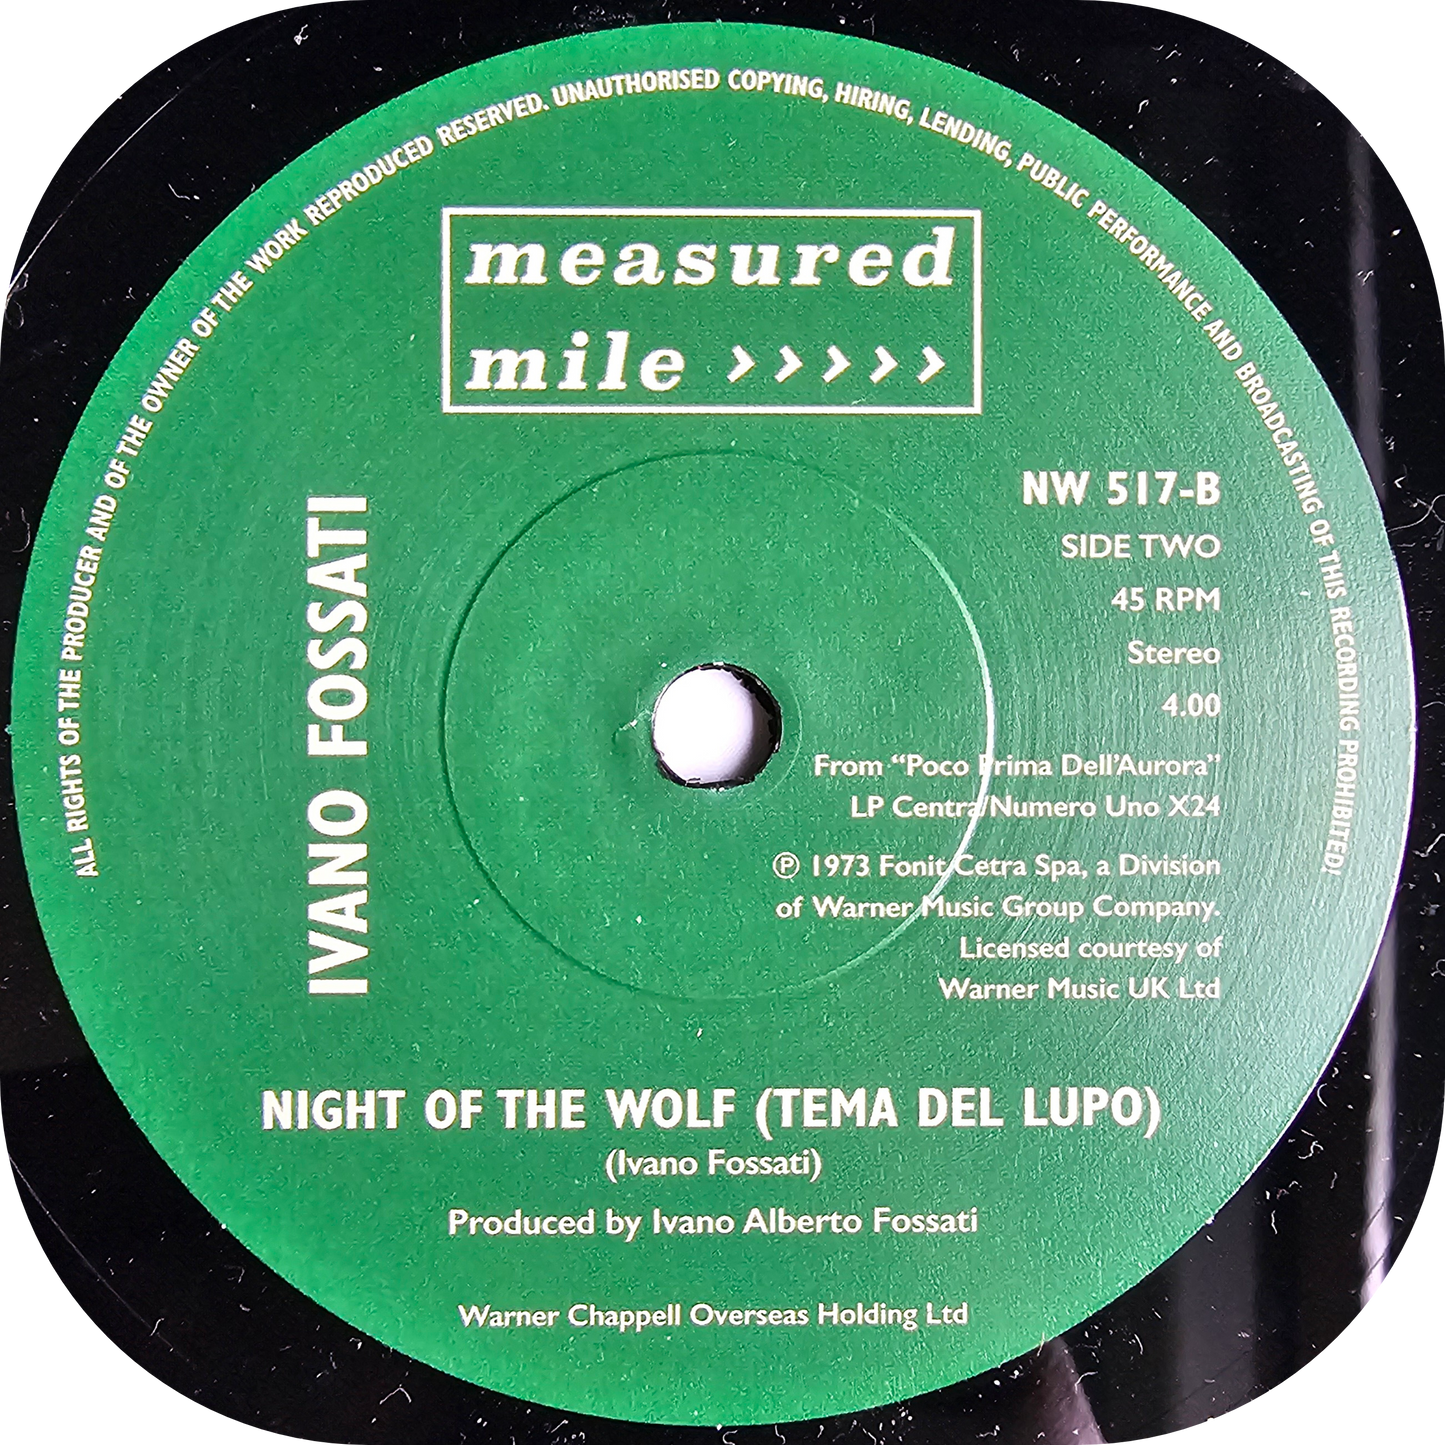 ALL RIGHTS OF THE PRODUCER AND OF THE OWNER OF THE WORK REPRODUCED RESERVED. UNAUTHORISED COPYING, HIRING, LENDING, PUBLIC PERFORMANCE AND BROADCASTING OF THIS RECORDING PROHIBITED!
measured
mile >>>>>
IVANO FOSSATI
NW 517-B
SIDE TWO
45 RPM
Stereo
4.00
From “Poco Prima Dell’Aurora”
LP Centra/Numero Uno X24
℗ 1973 Fonit Cetra Spa, a Division
of Warner Music Group Company.
Licensed courtesy of
Warner Music UK Ltd
NIGHT OF THE WOLF (TEMA DEL LUPO)
(Ivano Fossati)
Produced by Ivano Alberto Fossati
Warner Chappell Overseas Holding Ltd